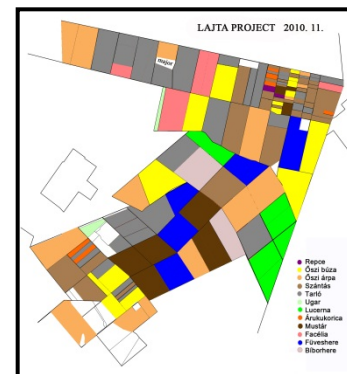 LAJTA PROJECT 2010. 11.
major
Repce
Őszi búza
Őszi árpa
Szántás
Tarló
Ugar
Lucerna
Árukukorica
Mustár
Facélia
Füveshere
Bíborhere